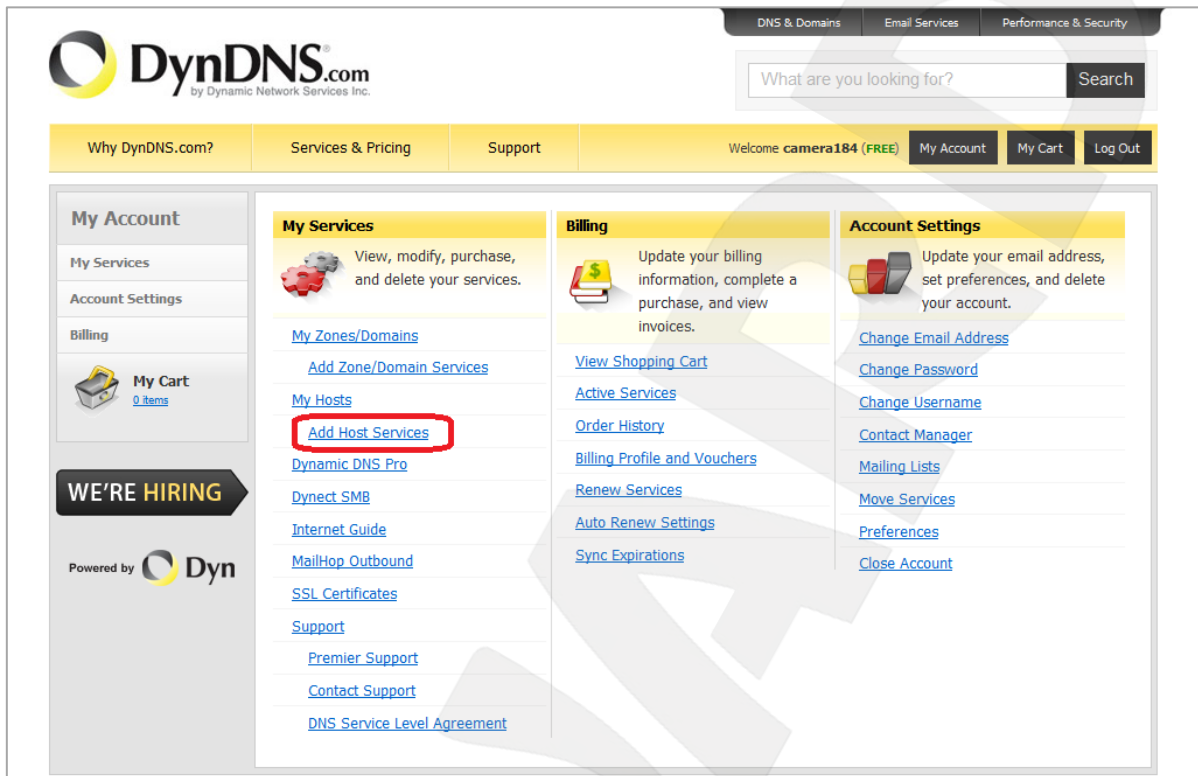 DNS & Domains Email Services Performance & Security
DynDNS.com
by Dynamic Network Services Inc.
What are you looking for? Search
Why DynDNS.com? Services & Pricing Support Welcome camera184 (FREE) My Account My Cart Log Out
My Account
My Services
Account Settings
Billing
My Cart
0 items
WE'RE HIRING
Powered by Dyn
My Services
View, modify, purchase,
and delete your services.
My Zones/Domains
Add Zone/Domain Services
My Hosts
Add Host Services
Dynamic DNS Pro
Dynect SMB
Internet Guide
MailHop Outbound
SSL Certificates
Support
Premier Support
Contact Support
DNS Service Level Agreement
Billing
Update your billing
information, complete a
purchase, and view
invoices.
View Shopping Cart
Active Services
Order History
Billing Profile and Vouchers
Renew Services
Auto Renew Settings
Sync Expirations
Account Settings
Update your email address,
set preferences, and delete
your account.
Change Email Address
Change Password
Change Username
Contact Manager
Mailing Lists
Move Services
Preferences
Close Account